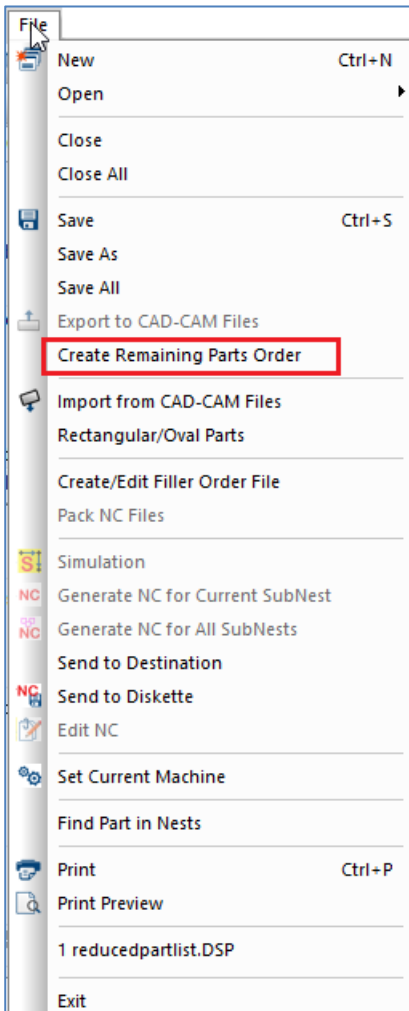 File
New Ctrl+N
Open
Close
Close All
Save Ctrl+S
Save As
Save All
Export to CAD-CAM Files
Create Remaining Parts Order
Import from CAD-CAM Files
Rectangular/Oval Parts
Create/Edit Filler Order File
Pack NC Files
S Simulation
NC Generate NC for Current SubNest
NC Generate NC for All SubNests
Send to Destination
NC Send to Diskette
Edit NC
Set Current Machine
Find Part in Nests
Print Ctrl+P
Print Preview
1 reducedpartlist.DSP
Exit